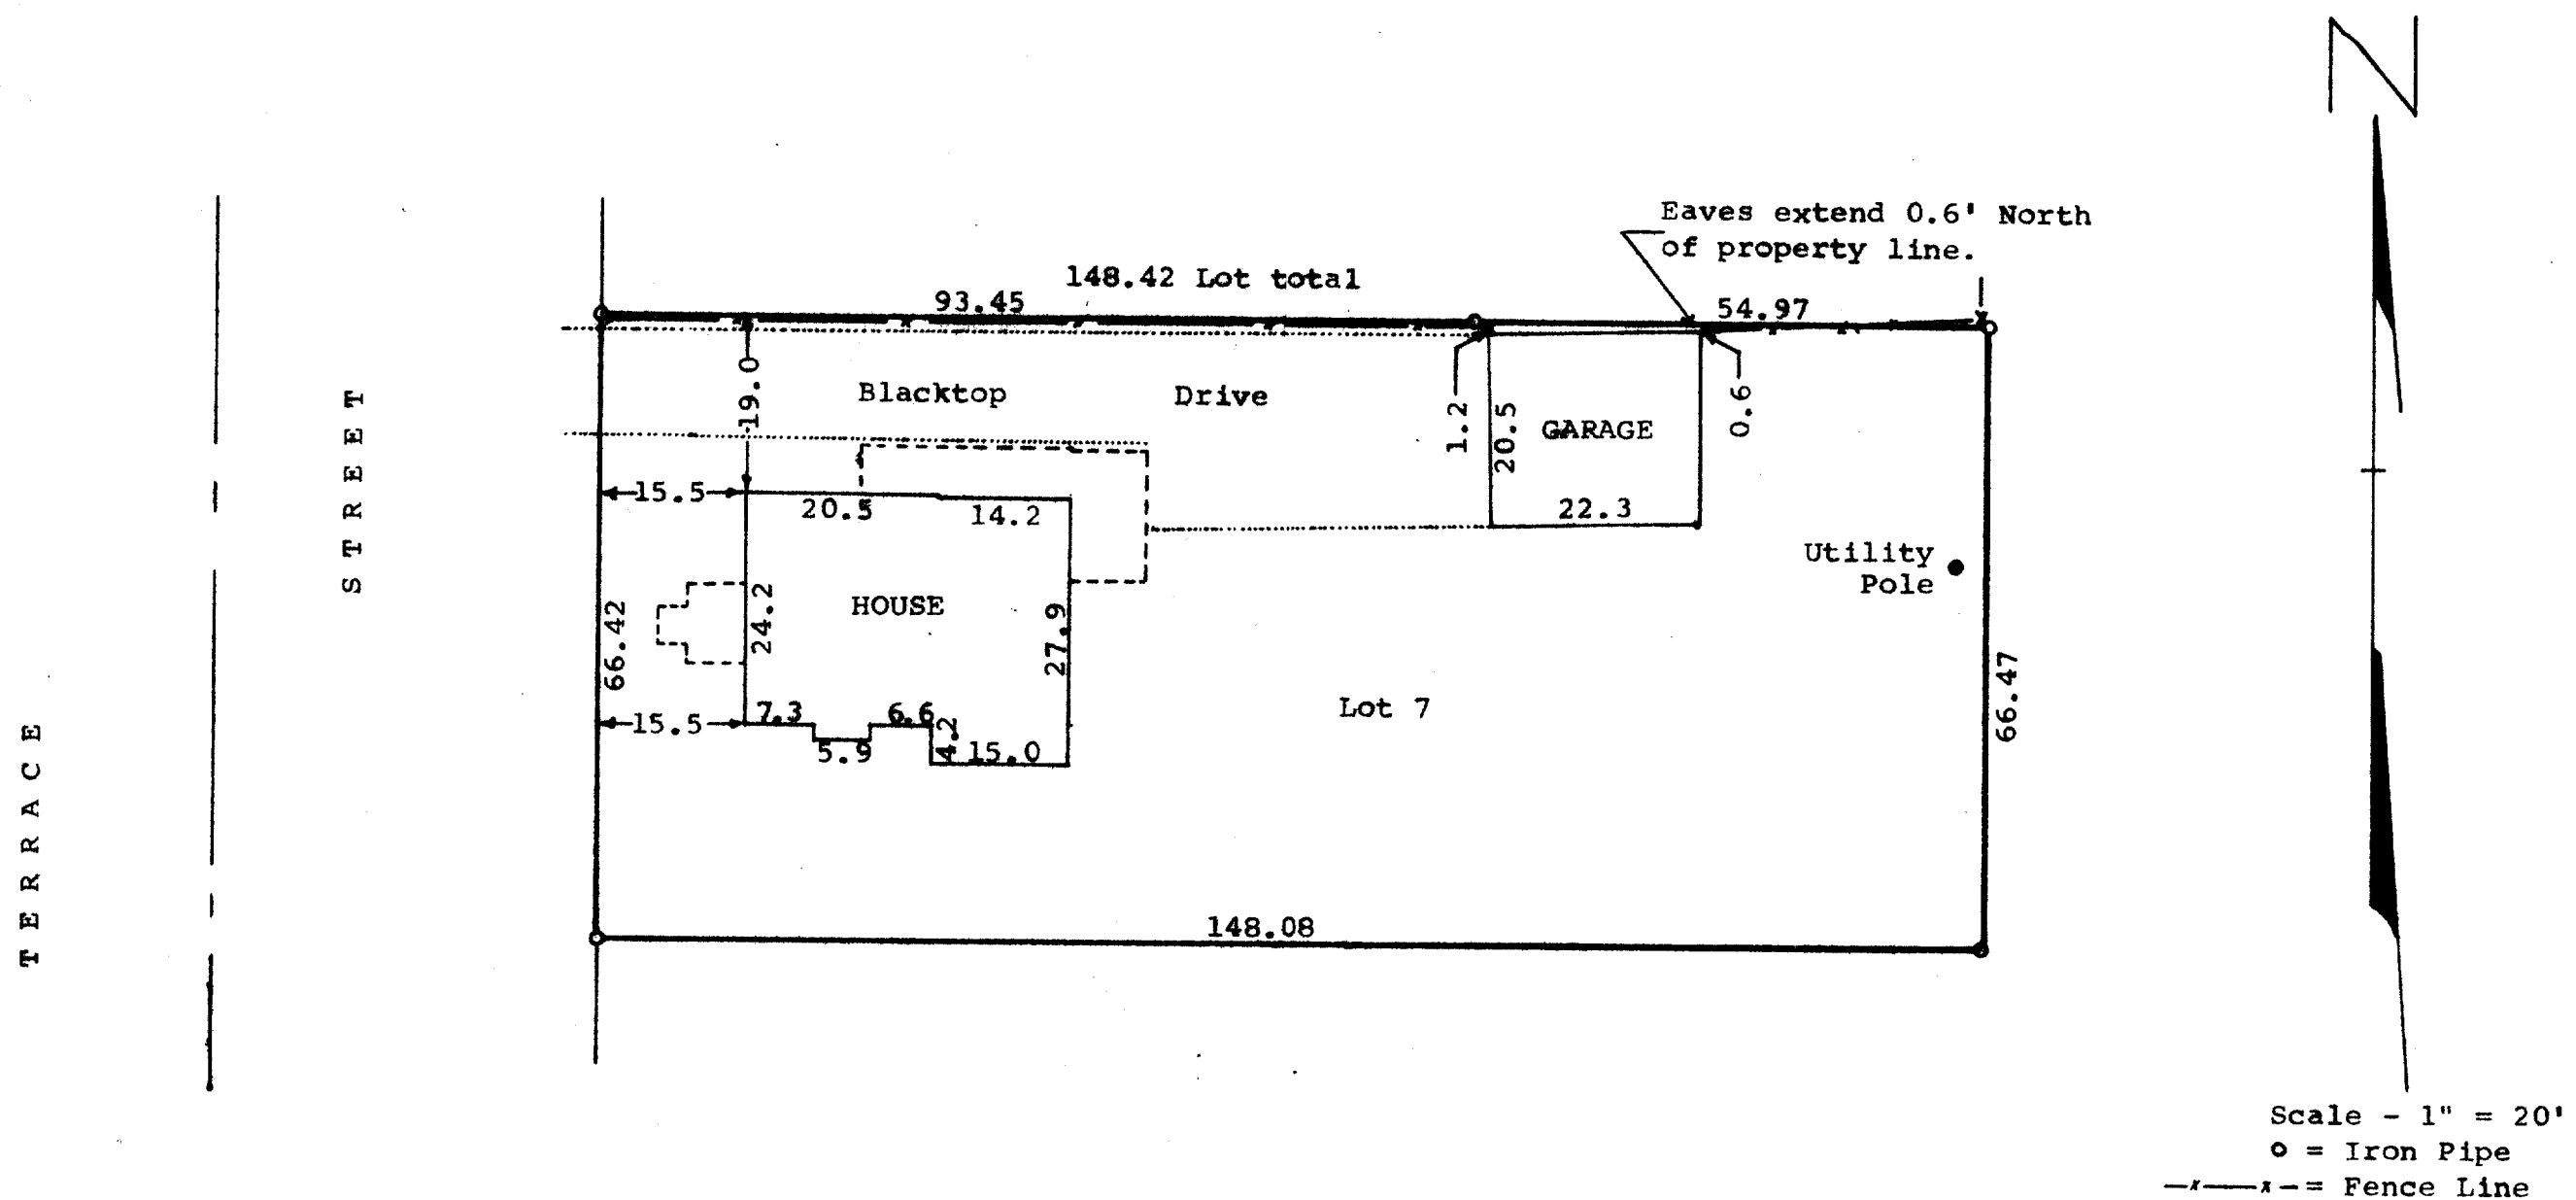 N
Eaves extend 0.6' North
of property line.
148.42 Lot total
93.45
54.97
19.0
Blacktop Drive
1.2
20.5
GARAGE
0.6
22.3
STREET
15.5
20.5
14.2
Utility
Pole
HOUSE
24.2
27.9
66.42
66.47
Lot 7
15.5
7.3
6.6
5.9
4.2
15.0
TERRACE
148.08
Scale - 1" = 20'
o = Iron Pipe
—x——x—= Fence Line